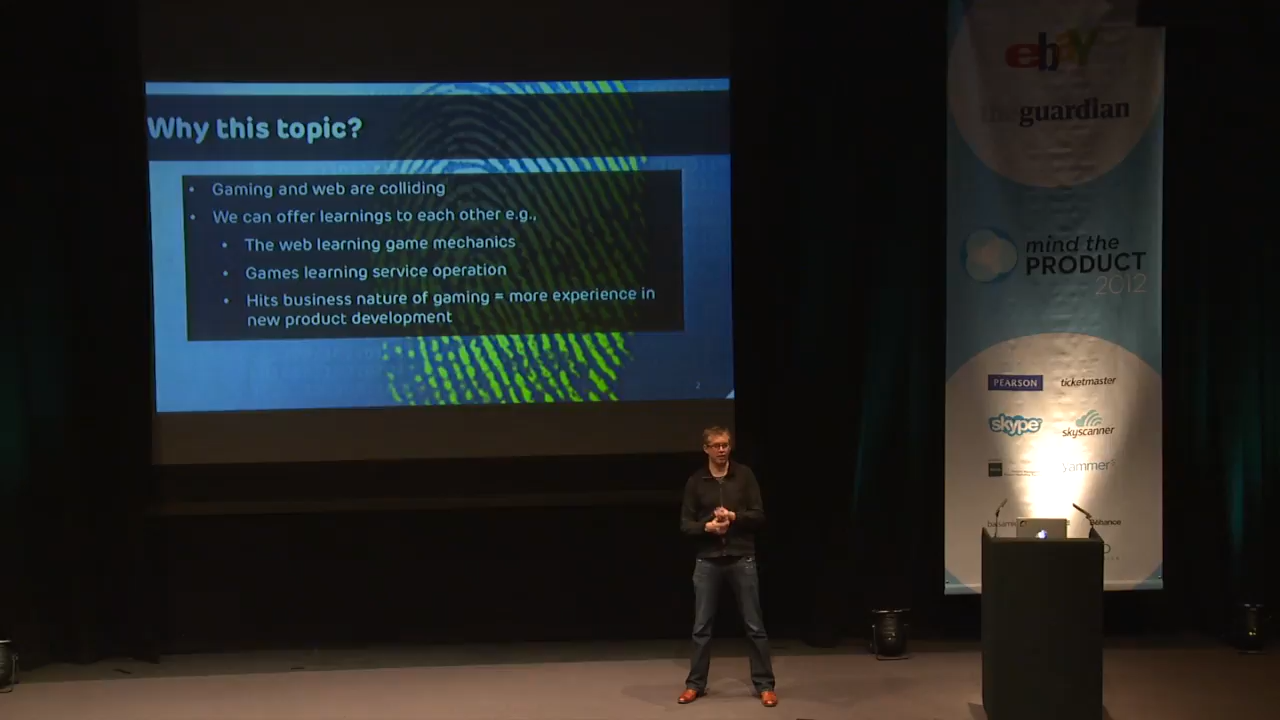 Why this topic?
• Gaming and web are colliding
• We can offer learnings to each other e.g.,
• The web learning game mechanics
• Games learning service operation
• Hits business nature of gaming = more experience in
new product development
2
ebay
theguardian
mind the
PRODUCT
2012
PEARSON
ticketmaster
skype
skyscanner
yammer
Behance